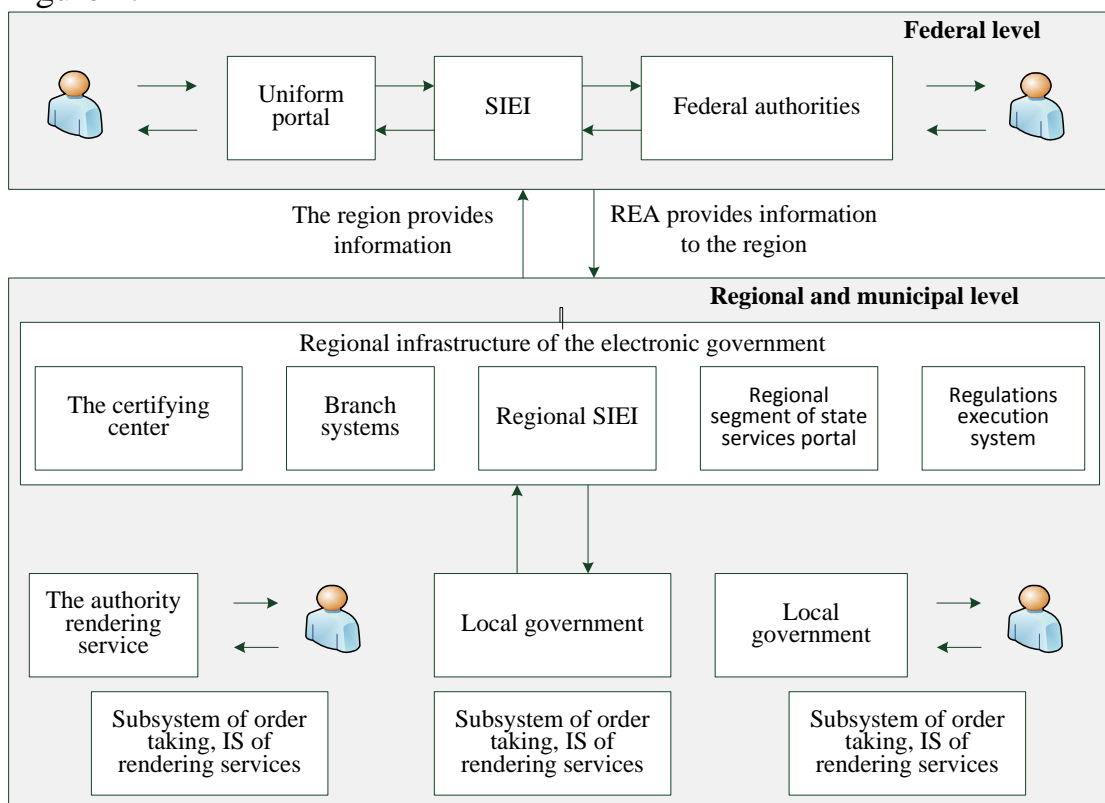 Federal level
Uniform
portal
SIEI
Federal authorities
The region provides
information
REA provides information
to the region
Regional and municipal level
Regional infrastructure of the electronic government
The certifying
center
Branch
systems
Regional SIEI
Regional
segment of state
services portal
Regulations
execution
system
The authority
rendering
service
Local government
Local
government
Subsystem of order
taking, IS of
rendering services
Subsystem of order
taking, IS of
rendering services
Subsystem of order
taking, IS of
rendering services